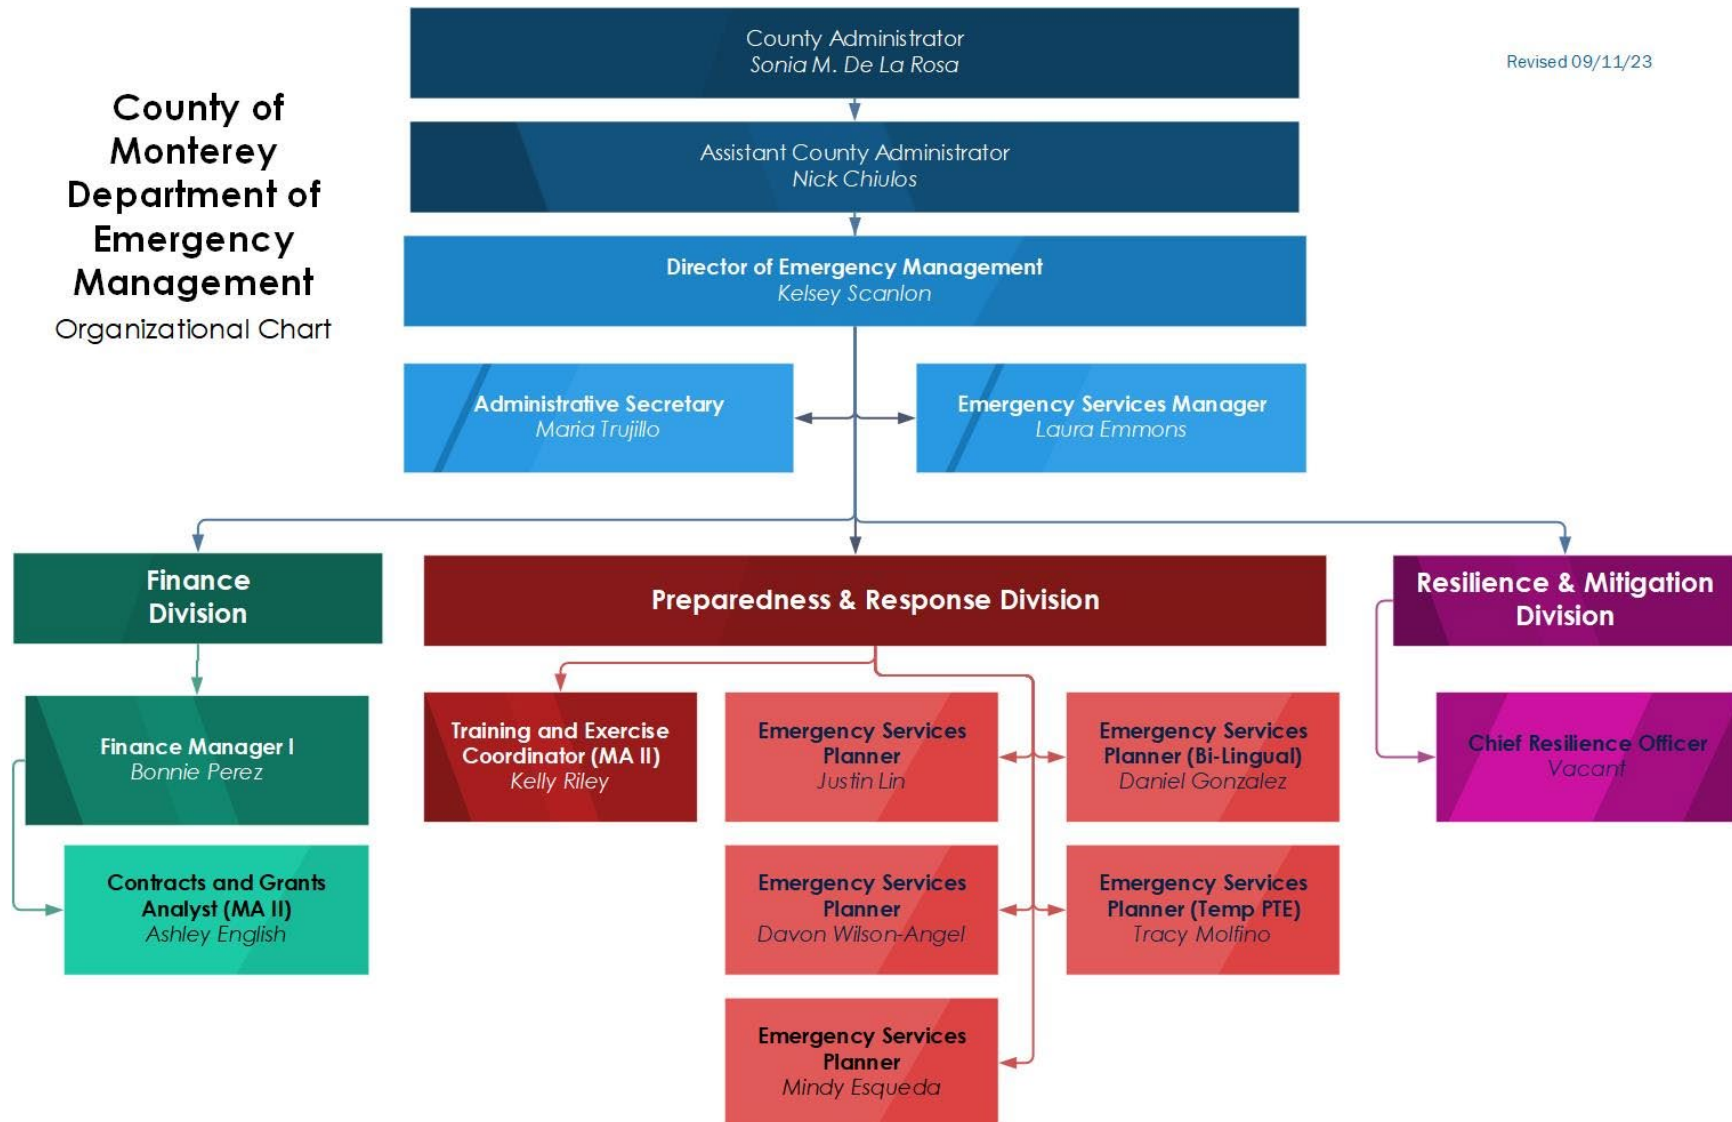 County of
Monterey
Department of
Emergency
Management
Organizational Chart
Revised 09/11/23
County Administrator
Sonia M. De La Rosa
Assistant County Administrator
Nick Chiulos
Director of Emergency Management
Kelsey Scanlon
Administrative Secretary
Maria Trujillo
Emergency Services Manager
Laura Emmons
Finance
Division
Preparedness & Response Division
Resilience & Mitigation
Division
Finance Manager I
Bonnie Perez
Contracts and Grants
Analyst (MA II)
Ashley English
Training and Exercise
Coordinator (MA II)
Kelly Riley
Emergency Services
Planner
Justin Lin
Emergency Services
Planner (Bi-Lingual)
Daniel Gonzalez
Emergency Services
Planner
Davon Wilson-Angel
Emergency Services
Planner (Temp PTE)
Tracy Molfino
Emergency Services
Planner
Mindy Esqueda
Chief Resilience Officer
Vacant